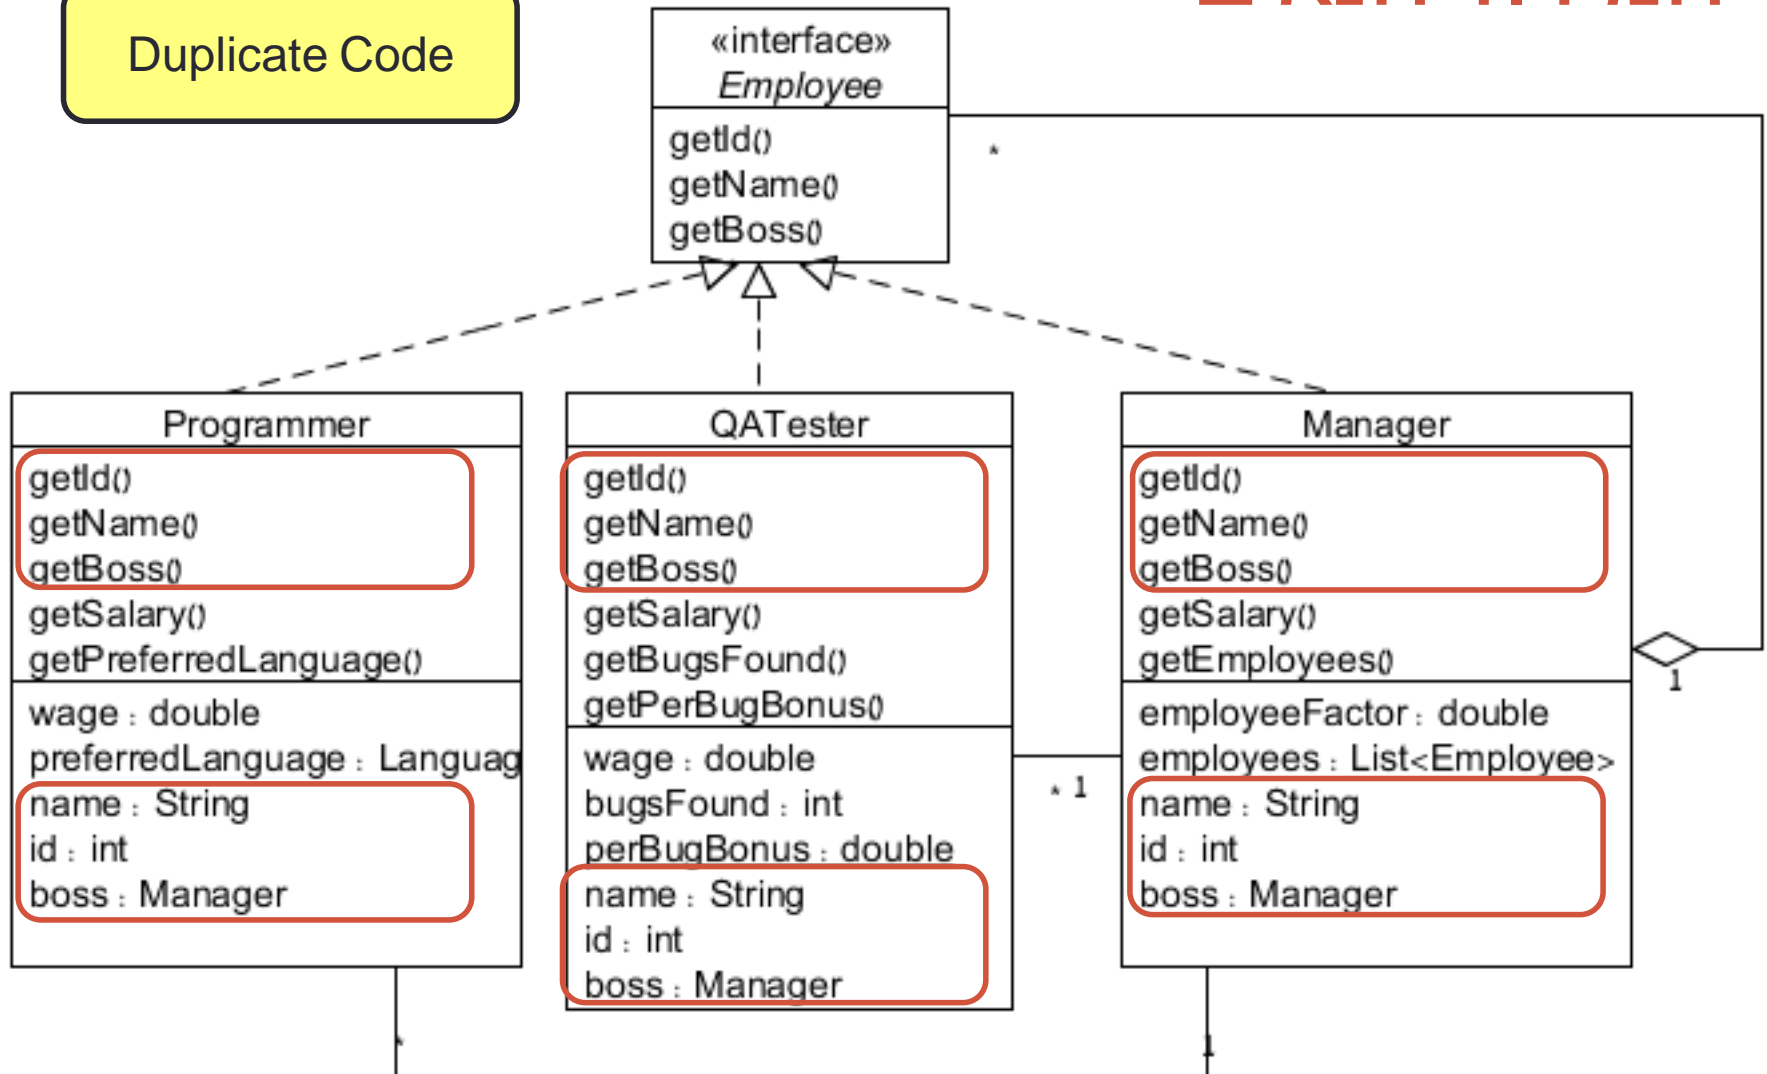 Duplicate Code
«interface»
Employee
getId()
getName()
getBoss()
*
Programmer
getId()
getName()
getBoss()
getSalary()
getPreferredLanguage()
wage : double
preferredLanguage : Languag
name : String
id : int
boss : Manager
*
QATester
getId()
getName()
getBoss()
getSalary()
getBugsFound()
getPerBugBonus()
wage : double
bugsFound : int
perBugBonus : double
name : String
id : int
boss : Manager
* 1
Manager
getId()
getName()
getBoss()
getSalary()
getEmployees()
employeeFactor : double
employees : List<Employee>
name : String
id : int
boss : Manager
1
1